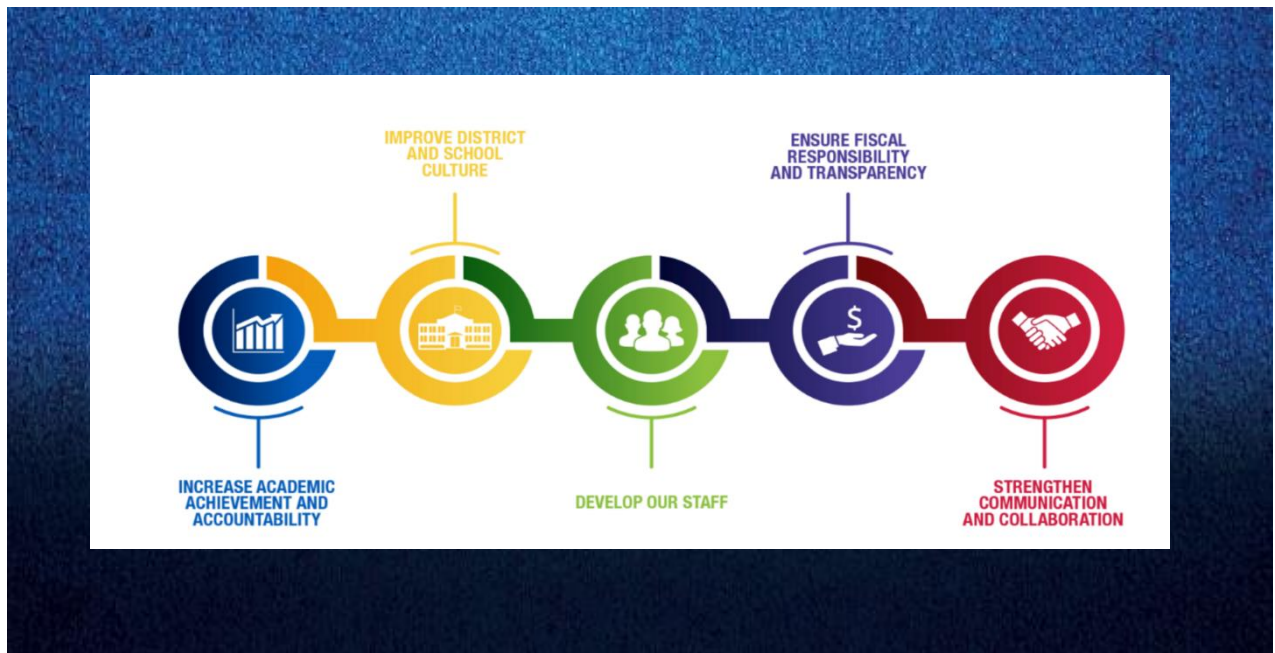 IMPROVE DISTRICT
AND SCHOOL
CULTURE
ENSURE FISCAL
RESPONSIBILITY
AND TRANSPARENCY
$
INCREASE ACADEMIC
ACHIEVEMENT AND
ACCOUNTABILITY
DEVELOP OUR STAFF
STRENGTHEN
COMMUNICATION
AND COLLABORATION